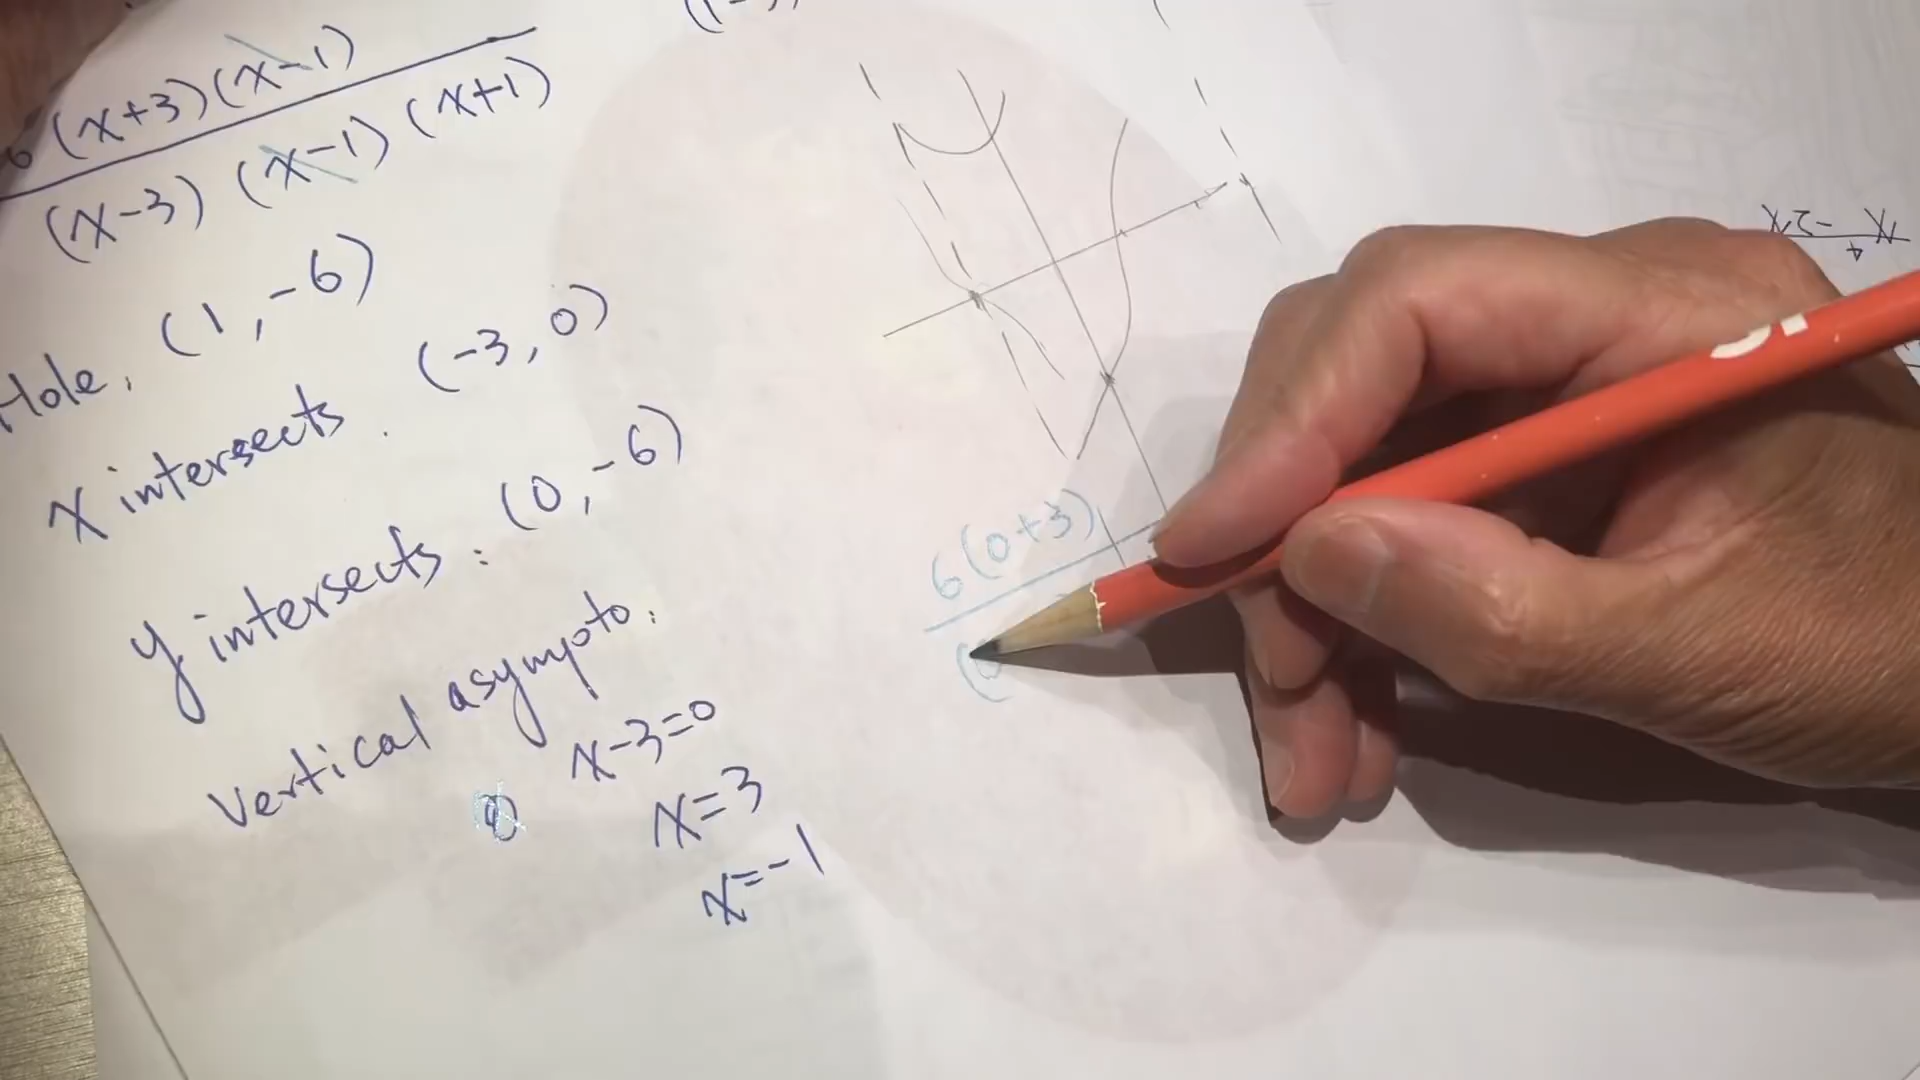 6(x+3)(x-1)
(x-3) (x-1) (x+1)
Hole. (1, -6)
x intersects. (-3, 0)
y intersects: (0, -6)
Vertical asympto.
x-3=0
x=3
x=-1
6(0+3)
(0